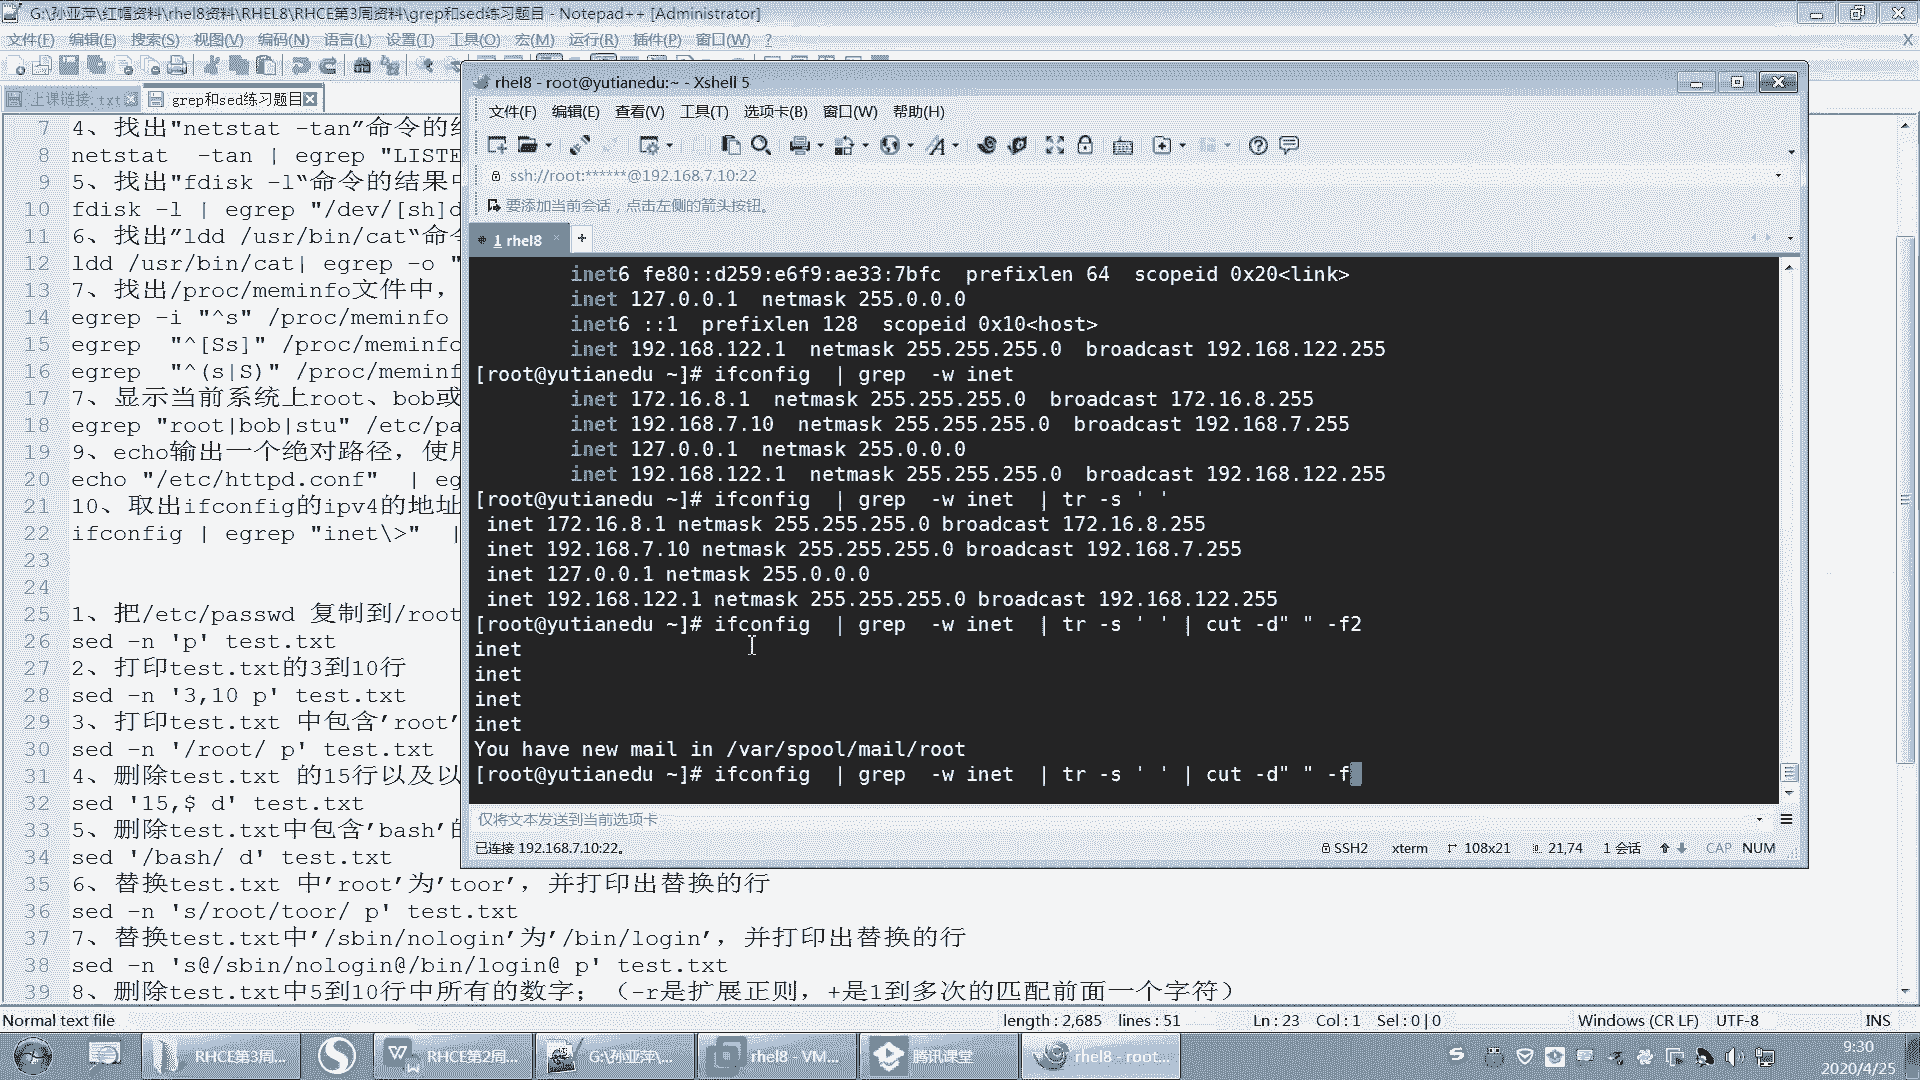 G:\孙亚萍\红帽资料\rhel8资料\RHEL8\RHCE第3周资料\grep和sed练习题目 - Notepad++ [Administrator]
文件(F) 编辑(E) 搜索(S) 视图(V) 编码(N) 语言(L) 设置(T) 工具(O) 宏(M) 运行(R) 插件(P) 窗口(W) ? X
上课链接.txt grep和sed练习题目
7 4、找出"netstat -tan”命令的结
8 netstat  -tan | egrep "LISTE
9 5、找出"fdisk -l“命令的结果中
10 fdisk -l | egrep "/dev/[sh]d
11 6、找出”ldd /usr/bin/cat“命令
12 ldd /usr/bin/cat| egrep -o "
13 7、找出/proc/meminfo文件中，
14 egrep -i "^s" /proc/meminfo
15 egrep  "^[Ss]" /proc/meminfo
16 egrep  "^(s|S)" /proc/meminf
17 7、显示当前系统上root、bob或
18 egrep "root|bob|stu" /etc/pa
19 9、echo输出一个绝对路径，使用
20 echo "/etc/httpd.conf"  | eg
21 10、取出ifconfig的ipv4的地址
22 ifconfig | egrep "inet\>"  |
23
24
25 1、把/etc/passwd 复制到/root
26 sed -n 'p' test.txt
27 2、打印test.txt的3到10行
28 sed -n '3,10 p' test.txt
29 3、打印test.txt 中包含’root’
30 sed -n '/root/ p' test.txt
31 4、删除test.txt 的15行以及以
32 sed '15,$ d' test.txt
33 5、删除test.txt中包含’bash’的
34 sed '/bash/ d' test.txt
35 6、替换test.txt 中’root’为’toor’，并打印出替换的行
36 sed -n 's/root/toor/ p' test.txt
37 7、替换test.txt中’/sbin/nologin’为’/bin/login’，并打印出替换的行
38 sed -n 's@/sbin/nologin@/bin/login@ p' test.txt
39 8、删除test.txt中5到10行中所有的数字；（-r是扩展正则，+是1到多次的匹配前面一个字符）
rhel8 - root@yutianedu:~ - Xshell 5
文件(F) 编辑(E) 查看(V) 工具(T) 选项卡(B) 窗口(W) 帮助(H)
ssh://root:******@192.168.7.10:22
要添加当前会话，点击左侧的箭头按钮。
1 rhel8 × +
inet6 fe80::d259:e6f9:ae33:7bfc  prefixlen 64  scopeid 0x20<link>
inet 127.0.0.1  netmask 255.0.0.0
inet6 ::1  prefixlen 128  scopeid 0x10<host>
inet 192.168.122.1  netmask 255.255.255.0  broadcast 192.168.122.255
[root@yutianedu ~]# ifconfig  | grep  -w inet
inet 172.16.8.1  netmask 255.255.255.0  broadcast 172.16.8.255
inet 192.168.7.10  netmask 255.255.255.0  broadcast 192.168.7.255
inet 127.0.0.1  netmask 255.0.0.0
inet 192.168.122.1  netmask 255.255.255.0  broadcast 192.168.122.255
[root@yutianedu ~]# ifconfig  | grep  -w inet  | tr -s ' '
inet 172.16.8.1 netmask 255.255.255.0 broadcast 172.16.8.255
inet 192.168.7.10 netmask 255.255.255.0 broadcast 192.168.7.255
inet 127.0.0.1 netmask 255.0.0.0
inet 192.168.122.1 netmask 255.255.255.0 broadcast 192.168.122.255
[root@yutianedu ~]# ifconfig  | grep  -w inet  | tr -s ' ' | cut -d" " -f2
inet
inet
inet
inet
You have new mail in /var/spool/mail/root
[root@yutianedu ~]# ifconfig  | grep  -w inet  | tr -s ' ' | cut -d" " -f
仅将文本发送到当前选项卡
已连接 192.168.7.10:22。 SSH2 xterm 108x21 21,74 1 会话 CAP NUM
Normal text file length : 2,685 lines : 51 Ln : 23 Col : 1 Sel : 0 | 0 Windows (CR LF) UTF-8 INS
RHCE第3周... RHCE第2周... G:\孙亚萍\... rhel8 - VM... 腾讯课堂 rhel8 - root...
9:30
2020/4/25